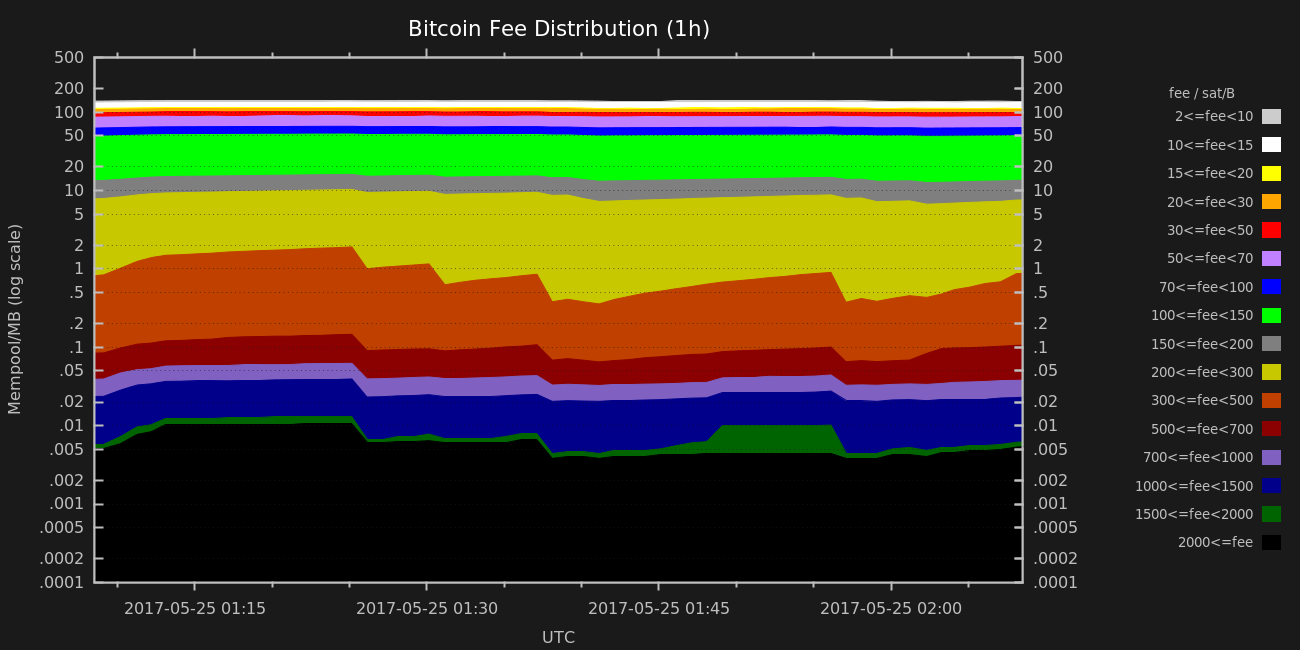 Bitcoin Fee Distribution (1h)
Mempool/MB (log scale)
500
200
100
50
20
10
5
2
1
.5
.2
.1
.05
.02
.01
.005
.002
.001
.0005
.0002
.0001
500
200
100
50
20
10
5
2
1
.5
.2
.1
.05
.02
.01
.005
.002
.001
.0005
.0002
.0001
2017-05-25 01:15
2017-05-25 01:30
2017-05-25 01:45
2017-05-25 02:00
UTC
fee / sat/B
2<=fee<10
10<=fee<15
15<=fee<20
20<=fee<30
30<=fee<50
50<=fee<70
70<=fee<100
100<=fee<150
150<=fee<200
200<=fee<300
300<=fee<500
500<=fee<700
700<=fee<1000
1000<=fee<1500
1500<=fee<2000
2000<=fee